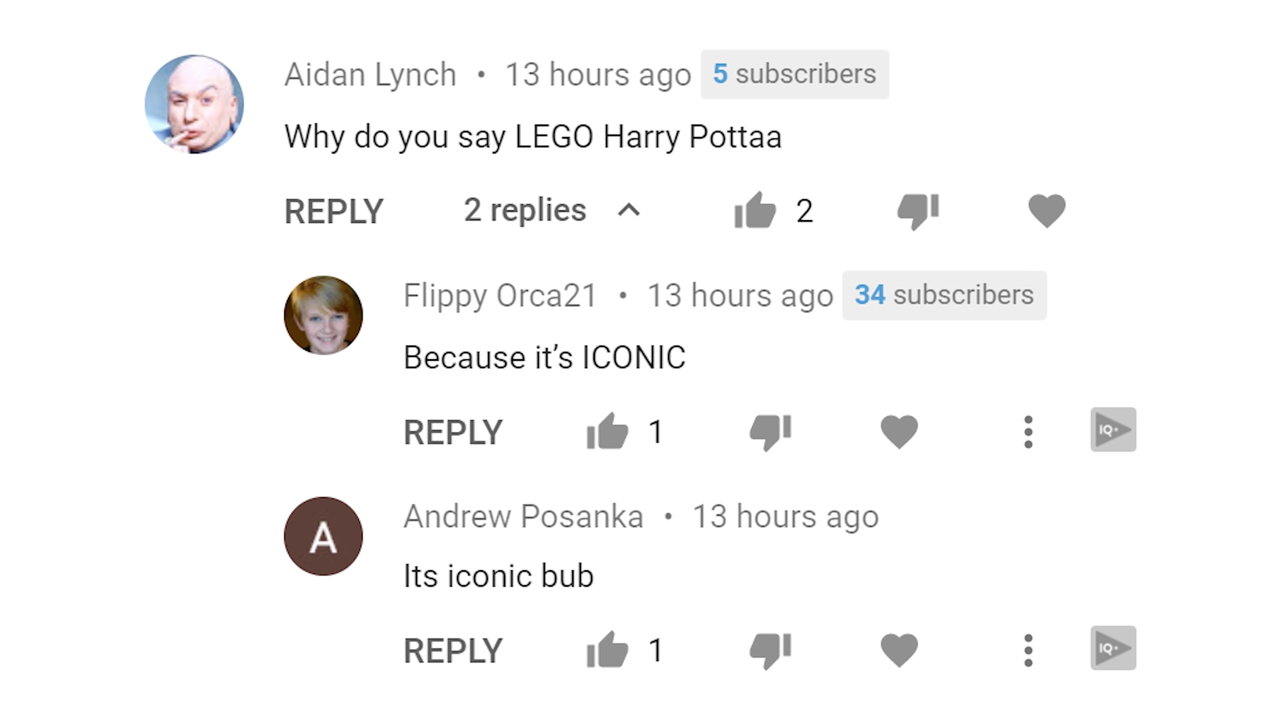 Aidan Lynch • 13 hours ago 5 subscribers
Why do you say LEGO Harry Pottaa
REPLY 2 replies 2
Flippy Orca21 • 13 hours ago 34 subscribers
Because it’s ICONIC
REPLY 1 IQ+
A Andrew Posanka • 13 hours ago
Its iconic bub
REPLY 1 IQ+